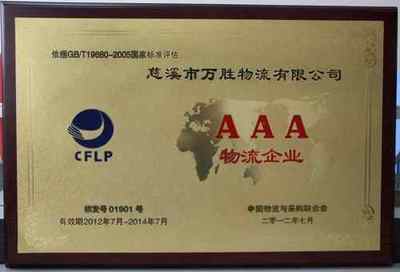 依据GB/T19680-2005国家标准评估
慈溪市万胜物流有限公司
CFLP
AAA
物流企业
核发号 01901 号
有效期2012年7月-2014年7月
中国物流与采购联合会
二零一二年七月